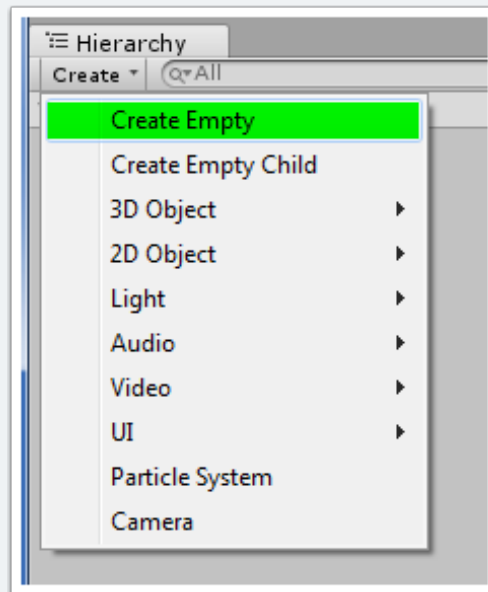 Hierarchy
Create All
Create Empty
Create Empty Child
3D Object
2D Object
Light
Audio
Video
UI
Particle System
Camera